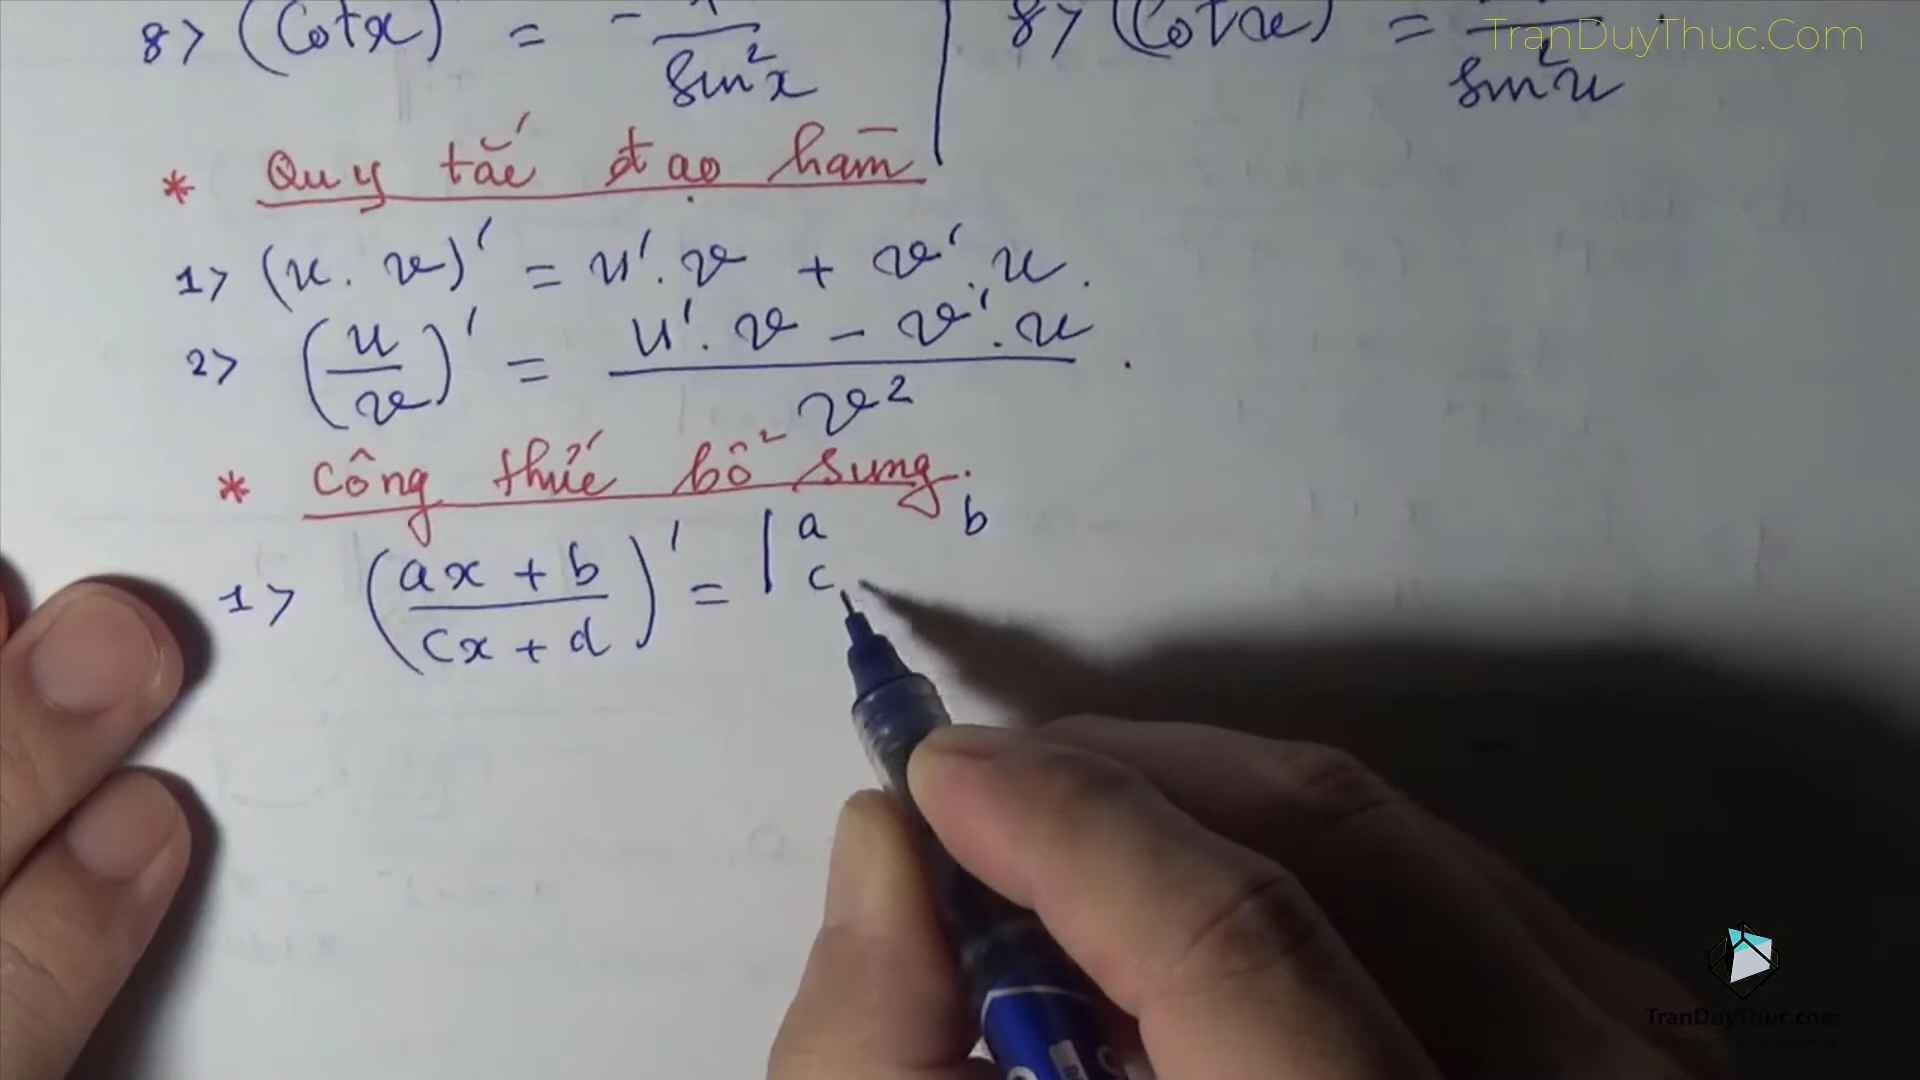 8> (Cotx) = - 1/sin²x
8> (Cotu) = /sin²u
TranDuyThuc.Com
* Quy tắc đạo hàm
1> (u . v)' = u'. v + v'. u .
2> (u/v)' = (u'. v - v'. u)/v² .
* Công thức bổ sung.
1> ((ax + b)/(cx + d))' = | a b
c
TranDuyThuc.com